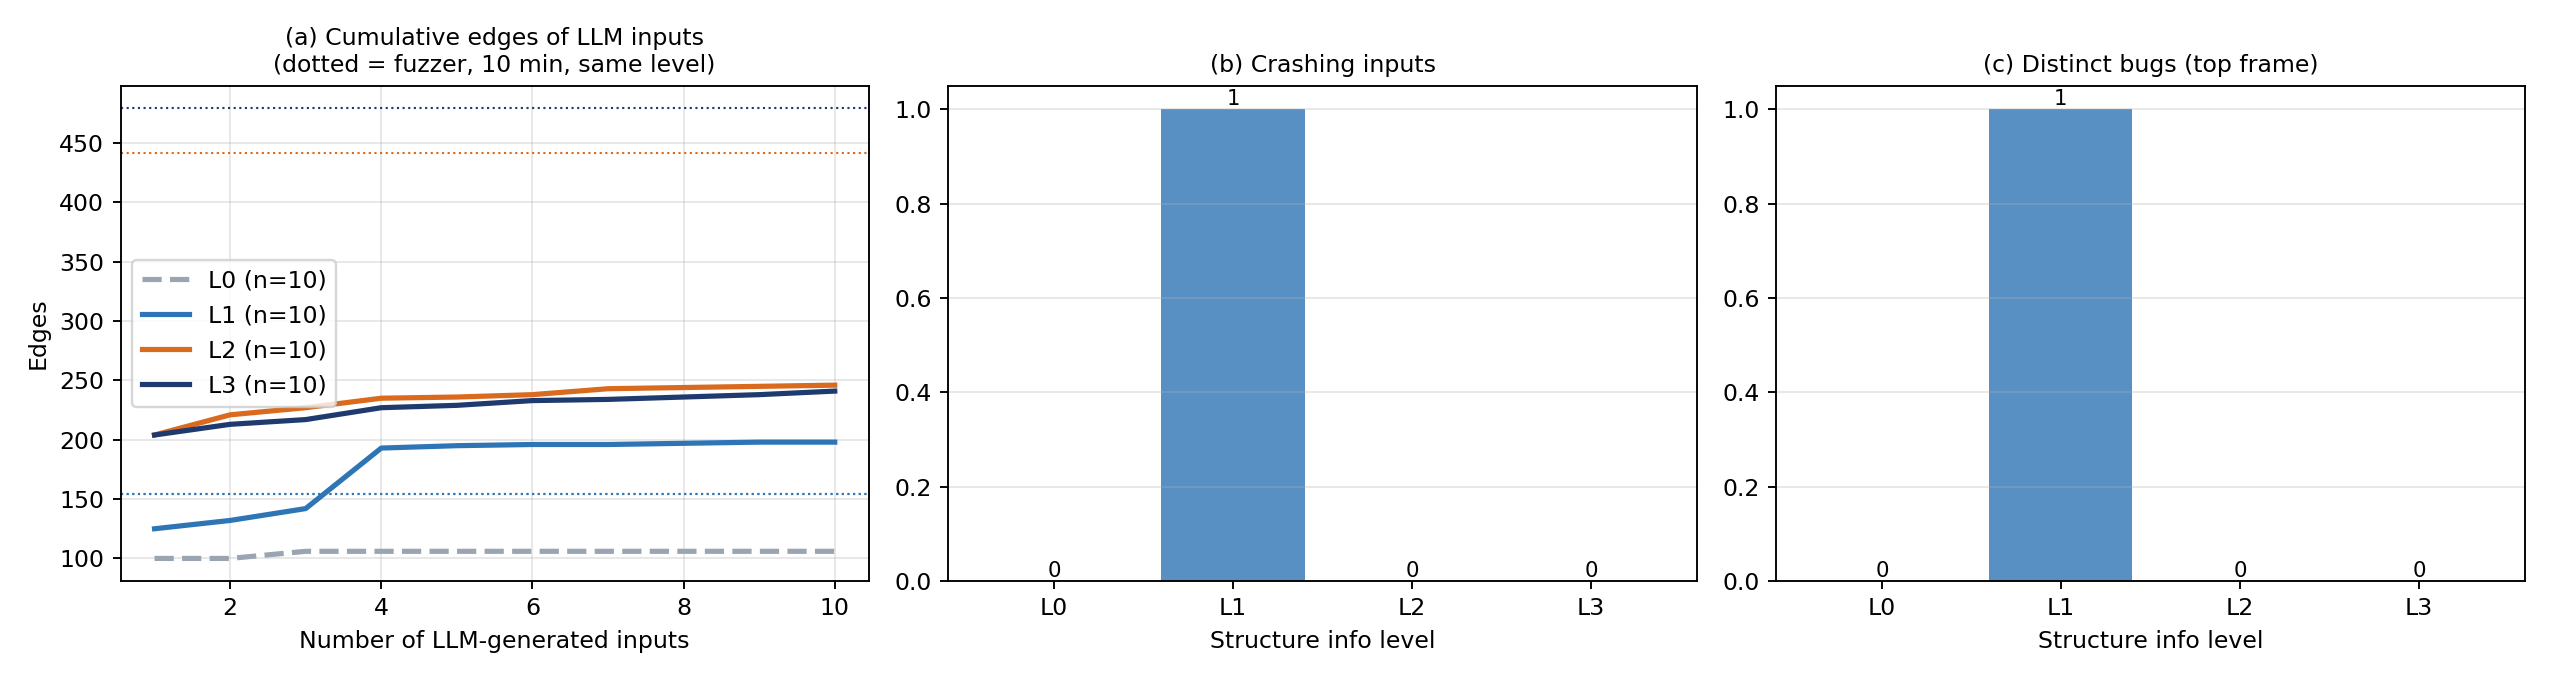 (a) Cumulative edges of LLM inputs
(dotted = fuzzer, 10 min, same level)
Edges
450
400
350
300
250
200
150
100
L0 (n=10)
L1 (n=10)
L2 (n=10)
L3 (n=10)
2 4 6 8 10
Number of LLM-generated inputs
(b) Crashing inputs
1.0
0.8
0.6
0.4
0.2
0.0
0 1 0 0
L0 L1 L2 L3
Structure info level
(c) Distinct bugs (top frame)
1.0
0.8
0.6
0.4
0.2
0.0
0 1 0 0
L0 L1 L2 L3
Structure info level